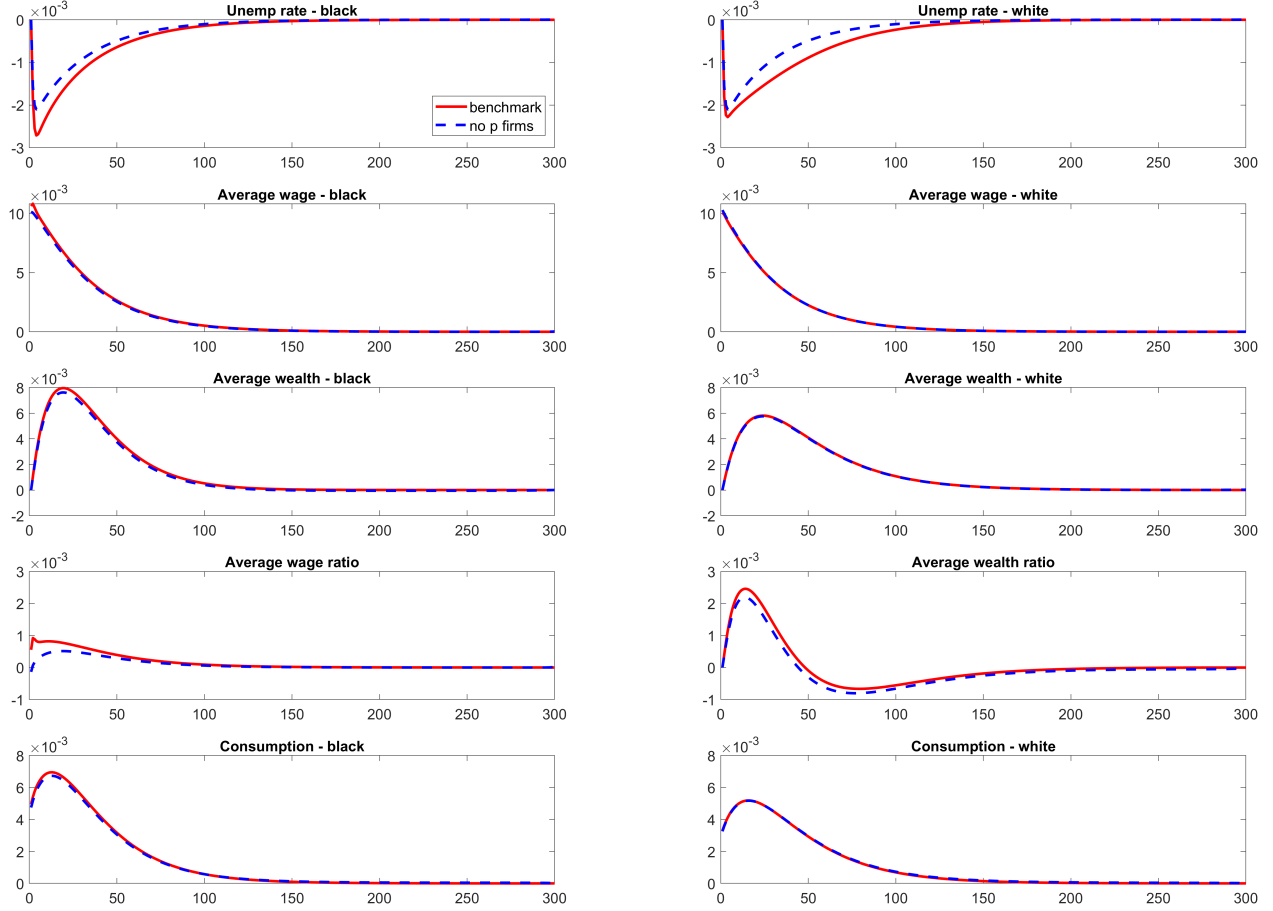 Unemp rate - black
×10-3
0
-1
-2
-3
0 50 100 150 200 250 300
benchmark
no p firms
Unemp rate - white
×10-3
0
-1
-2
-3
0 50 100 150 200 250 300
Average wage - black
×10-3
10
5
0
0 50 100 150 200 250 300
Average wage - white
×10-3
10
5
0
0 50 100 150 200 250 300
Average wealth - black
×10-3
8
6
4
2
0
-2
0 50 100 150 200 250 300
Average wealth - white
×10-3
8
6
4
2
0
-2
0 50 100 150 200 250 300
Average wage ratio
×10-3
3
2
1
0
-1
0 50 100 150 200 250 300
Average wealth ratio
×10-3
3
2
1
0
-1
0 50 100 150 200 250 300
Consumption - black
×10-3
8
6
4
2
0
0 50 100 150 200 250 300
Consumption - white
×10-3
8
6
4
2
0
0 50 100 150 200 250 300